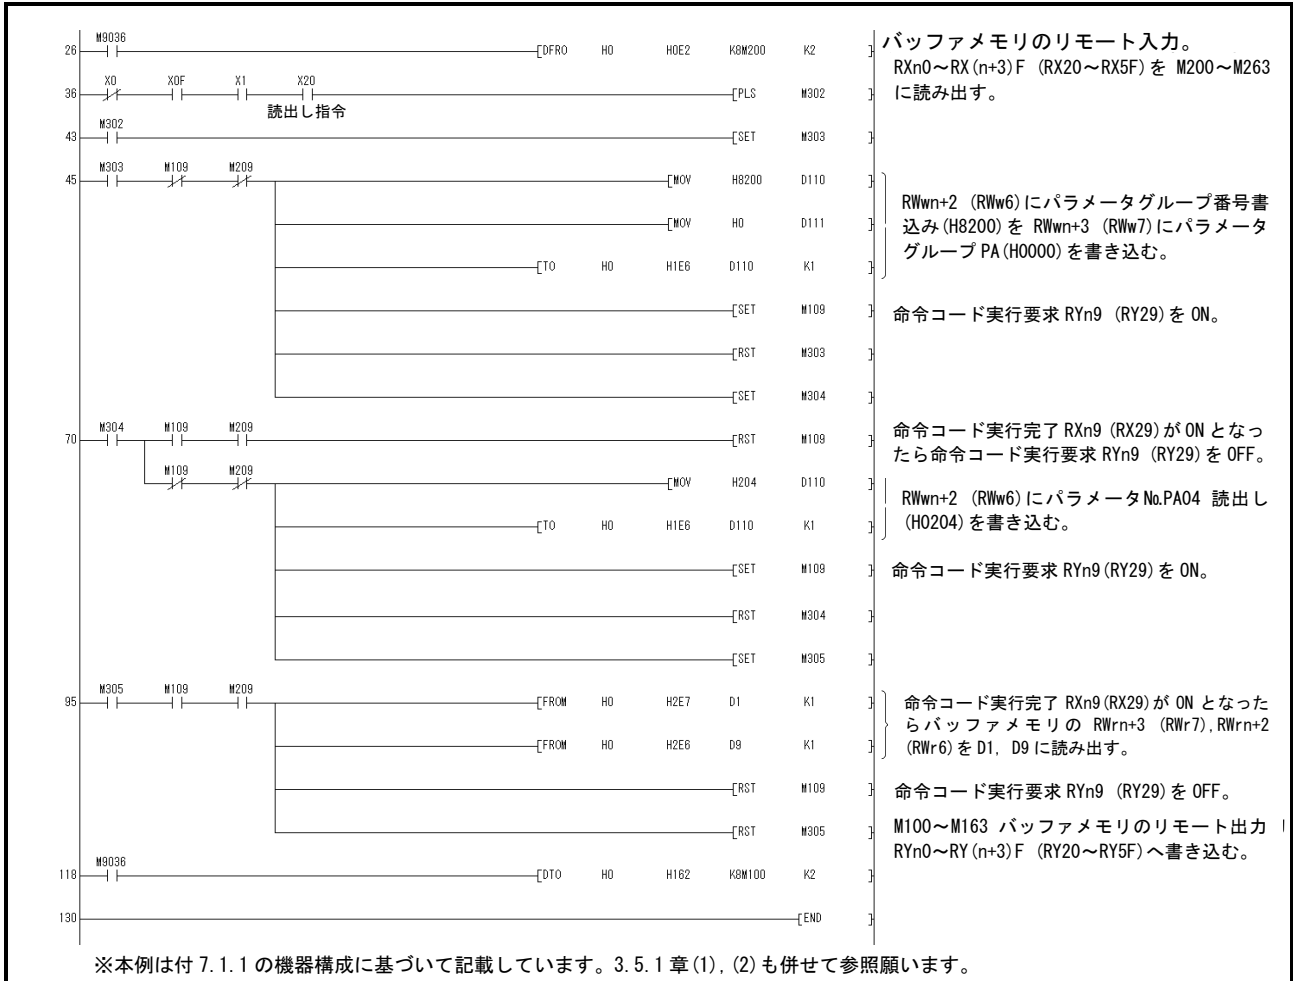 M9036
26 [DFRO H0 H0E2 K8M200 K2 ]
バッファメモリのリモート入力。
RXn0～RX(n+3)F (RX20～RX5F)を M200～M263
に読み出す。
X0 X0F X1 X20
36 [PLS M302 ]
読出し指令
M302
43 [SET M303 ]
M303 M109 M209
45 [MOV H8200 D110 ]
[MOV H0 D111 ]
[TO H0 H1E6 D110 K1 ]
RWwn+2 (RWw6)にパラメータグループ番号書
込み(H8200)を RWwn+3 (RWw7)にパラメータ
グループPA(H0000)を書き込む。
[SET M109 ]
命令コード実行要求 RYn9 (RY29)を ON。
[RST M303 ]
[SET M304 ]
M304 M109 M209
70 [RST M109 ]
命令コード実行完了 RXn9 (RX29)が ON となっ
たら命令コード実行要求 RYn9 (RY29)を OFF。
M109 M209
[MOV H204 D110 ]
[TO H0 H1E6 D110 K1 ]
RWwn+2 (RWw6)にパラメータ№PA04 読出し
(H0204)を書き込む。
[SET M109 ]
命令コード実行要求 RYn9(RY29)を ON。
[RST M304 ]
[SET M305 ]
M305 M109 M209
95 [FROM H0 H2E7 D1 K1 ]
[FROM H0 H2E6 D9 K1 ]
命令コード実行完了 RXn9(RX29)が ON となった
らバッファメモリの RWrn+3 (RWr7),RWrn+2
(RWr6)を D1, D9 に読み出す。
[RST M109 ]
命令コード実行要求 RYn9 (RY29)を OFF。
[RST M305 ]
M100～M163 バッファメモリのリモート出力
RYn0～RY(n+3)F (RY20～RY5F)へ書き込む。
M9036
118 [DTO H0 H162 K8M100 K2 ]
130 [END ]
※本例は付 7.1.1 の機器構成に基づいて記載しています。3.5.1 章(1),(2)も併せて参照願います。